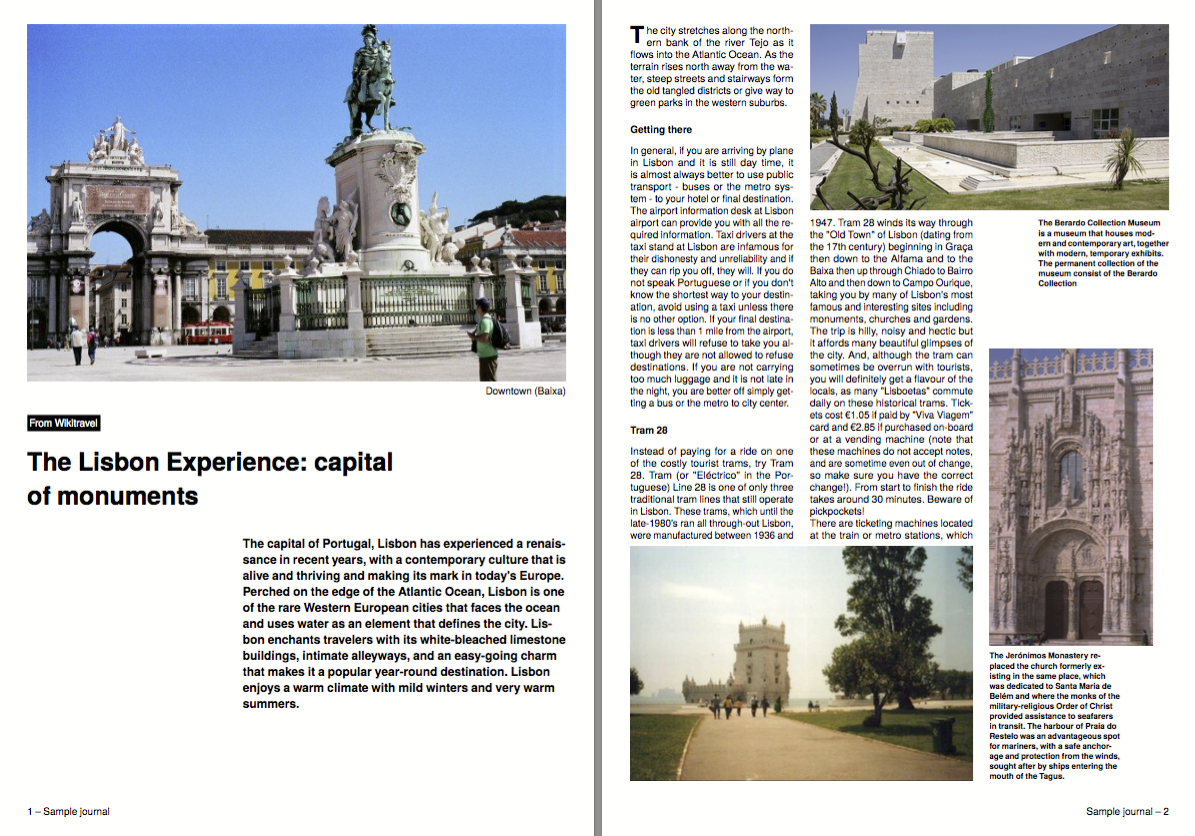 Downtown (Baixa)
From Wikitravel
The Lisbon Experience: capital
of monuments
The capital of Portugal, Lisbon has experienced a renais-
sance in recent years, with a contemporary culture that is
alive and thriving and making its mark in today's Europe.
Perched on the edge of the Atlantic Ocean, Lisbon is one
of the rare Western European cities that faces the ocean
and uses water as an element that defines the city. Lis-
bon enchants travelers with its white-bleached limestone
buildings, intimate alleyways, and an easy-going charm
that makes it a popular year-round destination. Lisbon
enjoys a warm climate with mild winters and very warm
summers.
1 – Sample journal
The city stretches along the north-
ern bank of the river Tejo as it
flows into the Atlantic Ocean. As the
terrain rises north away from the wa-
ter, steep streets and stairways form
the old tangled districts or give way to
green parks in the western suburbs.
Getting there
In general, if you are arriving by plane
in Lisbon and it is still day time, it
is almost always better to use public
transport - buses or the metro sys-
tem - to your hotel or final destination.
The airport information desk at Lisbon
airport can provide you with all the re-
quired information. Taxi drivers at the
taxi stand at Lisbon are infamous for
their dishonesty and unreliability and if
they can rip you off, they will. If you do
not speak Portuguese or if you don't
know the shortest way to your destin-
ation, avoid using a taxi unless there
is no other option. If your final destina-
tion is less than 1 mile from the airport,
taxi drivers will refuse to take you al-
though they are not allowed to refuse
destinations. If you are not carrying
too much luggage and it is not late in
the night, you are better off simply get-
ting a bus or the metro to city center.
Tram 28
Instead of paying for a ride on one
of the costly tourist trams, try Tram
28. Tram (or "Eléctrico" in the Por-
tuguese) Line 28 is one of only three
traditional tram lines that still operate
in Lisbon. These trams, which until the
late-1980's ran all through-out Lisbon,
were manufactured between 1936 and
1947. Tram 28 winds its way through
the "Old Town" of Lisbon (dating from
the 17th century) beginning in Graça
then down to the Alfama and to the
Baixa then up through Chiado to Bairro
Alto and then down to Campo Ourique,
taking you by many of Lisbon's most
famous and interesting sites including
monuments, churches and gardens.
The trip is hilly, noisy and hectic but
it affords many beautiful glimpses of
the city. And, although the tram can
sometimes be overrun with tourists,
you will definitely get a flavour of the
locals, as many "Lisboetas" commute
daily on these historical trams. Tick-
ets cost €1.05 if paid by "Viva Viagem"
card and €2.85 if purchased on-board
or at a vending machine (note that
these machines do not accept notes,
and are sometime even out of change,
so make sure you have the correct
change!). From start to finish the ride
takes around 30 minutes. Beware of
pickpockets!
There are ticketing machines located
at the train or metro stations, which
The Berardo Collection Museum
is a museum that houses mod-
ern and contemporary art, together
with modern, temporary exhibits.
The permanent collection of the
museum consist of the Berardo
Collection
The Jerónimos Monastery re-
placed the church formerly ex-
isting in the same place, which
was dedicated to Santa Maria de
Belém and where the monks of the
military-religious Order of Christ
provided assistance to seafarers
in transit. The harbour of Praia do
Restelo was an advantageous spot
for mariners, with a safe anchor-
age and protection from the winds,
sought after by ships entering the
mouth of the Tagus.
Sample journal – 2